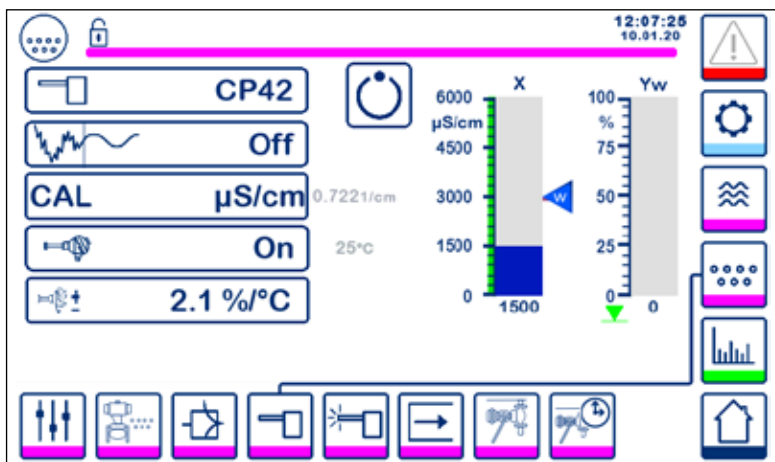 12:07:25
10.01.20
CP42
Off
CAL µS/cm 0.7221/cm
On 25°C
2.1 %/°C
X
6000
µS/cm
4500
3000
1500
0
1500
W
Yw
100
%
75
50
25
0
0